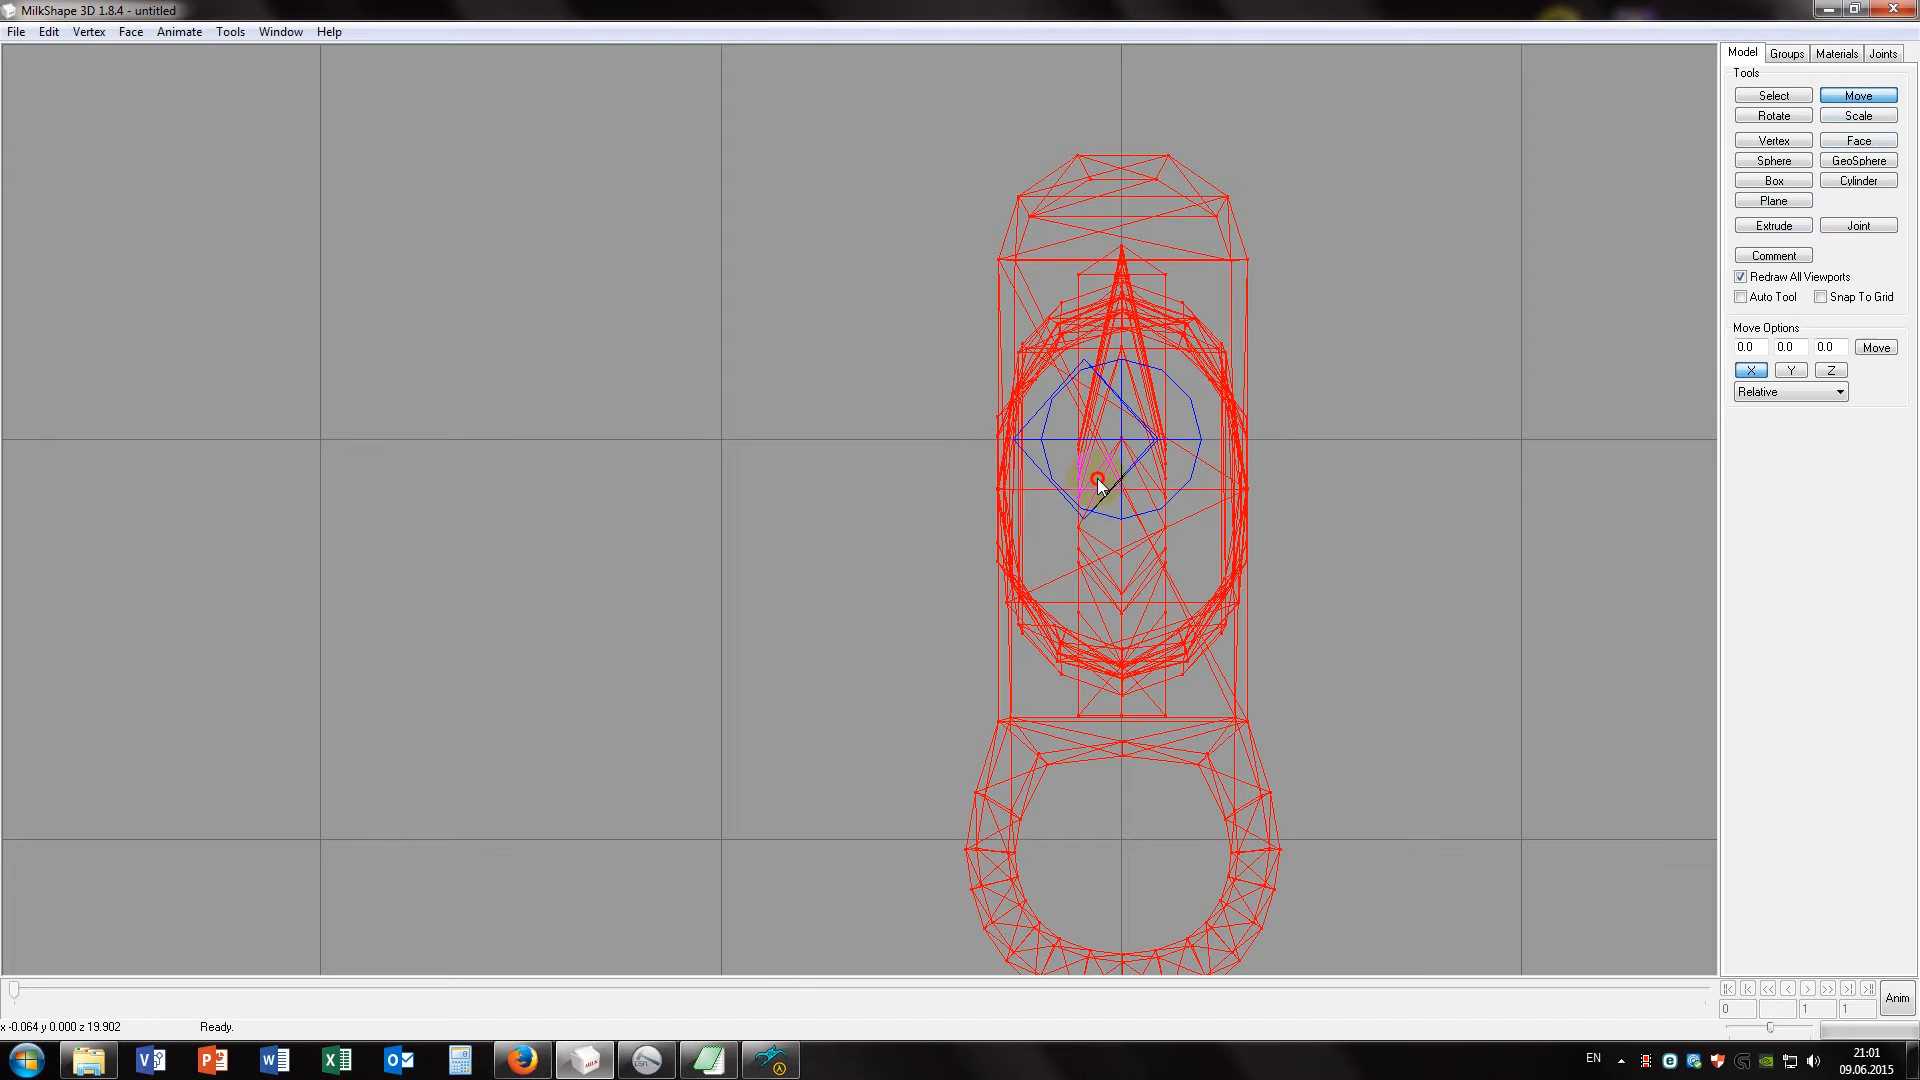 MilkShape 3D 1.8.4 - untitled
File Edit Vertex Face Animate Tools Window Help
Model Groups Materials Joints
Tools
Select Move
Rotate Scale
Vertex Face
Sphere GeoSphere
Box Cylinder
Plane
Extrude Joint
Comment
Redraw All Viewports
Auto Tool Snap To Grid
Move Options
0.0 0.0 0.0 Move
X Y Z
Relative
0 1 1 Anim
x -0.064 y 0.000 z 19.902 Ready.
EN 21:01
09.06.2015